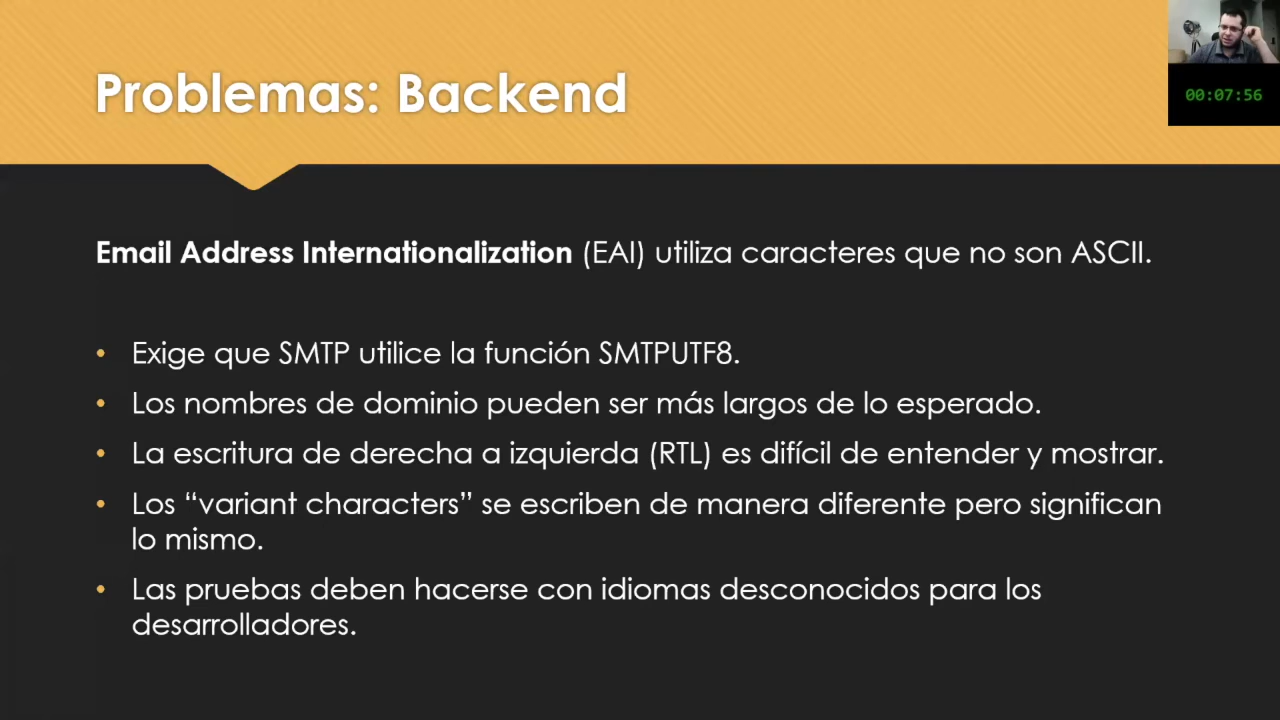 Problemas: Backend
00:07:56
Email Address Internationalization (EAI) utiliza caracteres que no son ASCII.
• Exige que SMTP utilice la función SMTPUTF8.
• Los nombres de dominio pueden ser más largos de lo esperado.
• La escritura de derecha a izquierda (RTL) es difícil de entender y mostrar.
• Los “variant characters” se escriben de manera diferente pero significan
lo mismo.
• Las pruebas deben hacerse con idiomas desconocidos para los
desarrolladores.